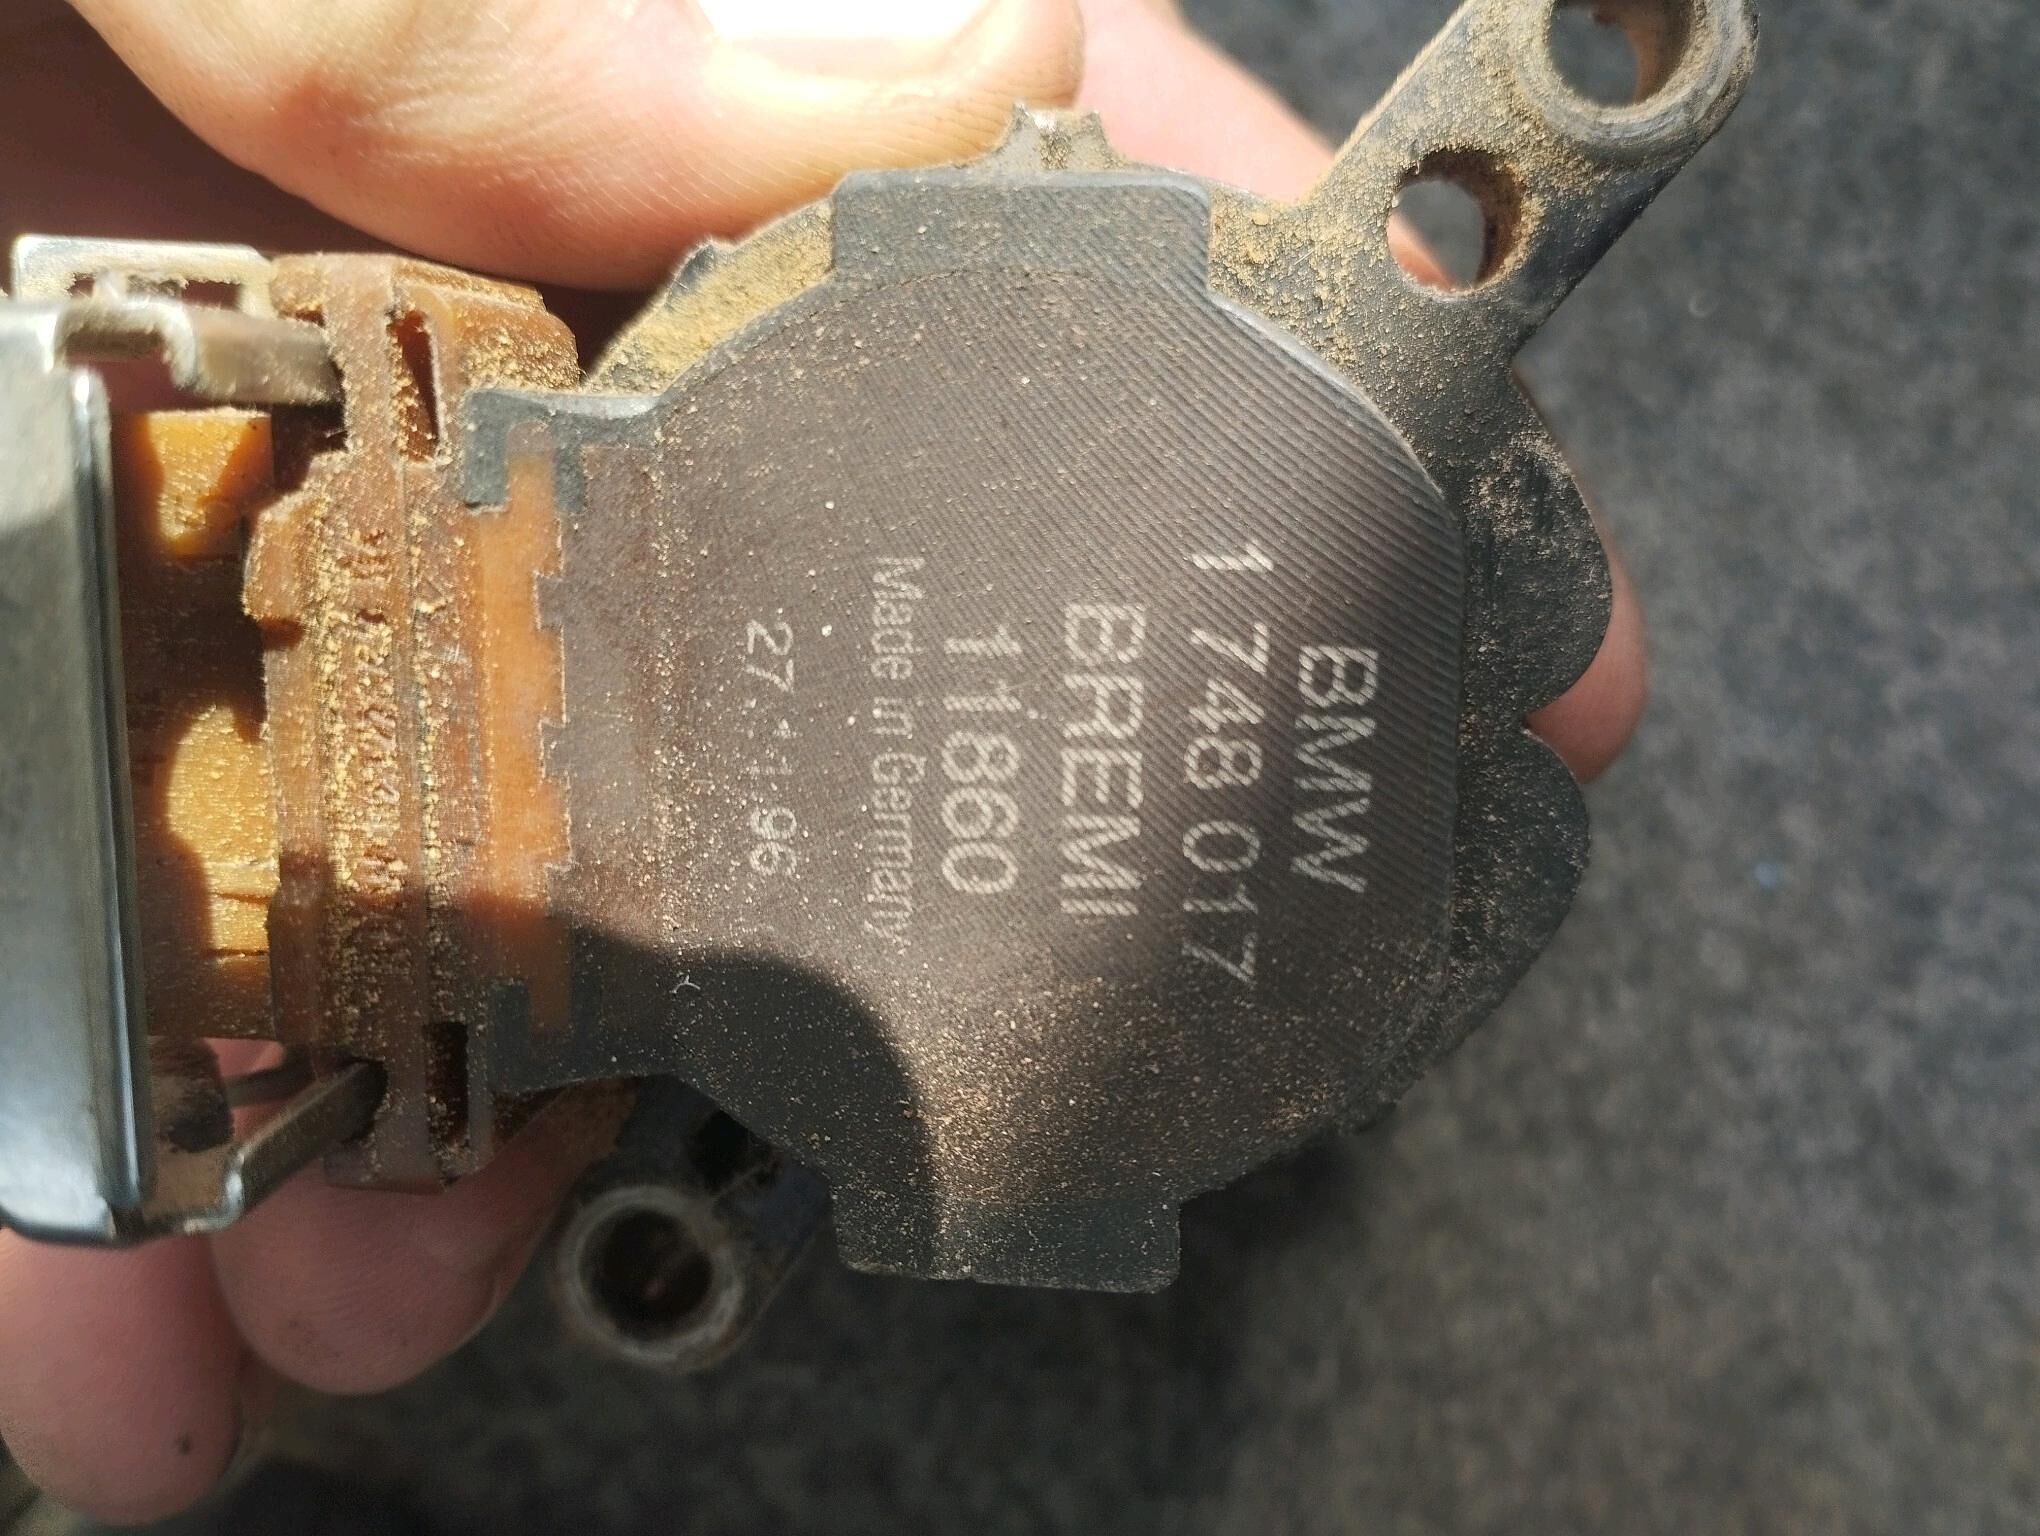 BMW
1 748 017
BREMI
11860
Made in Germany
27.11.96